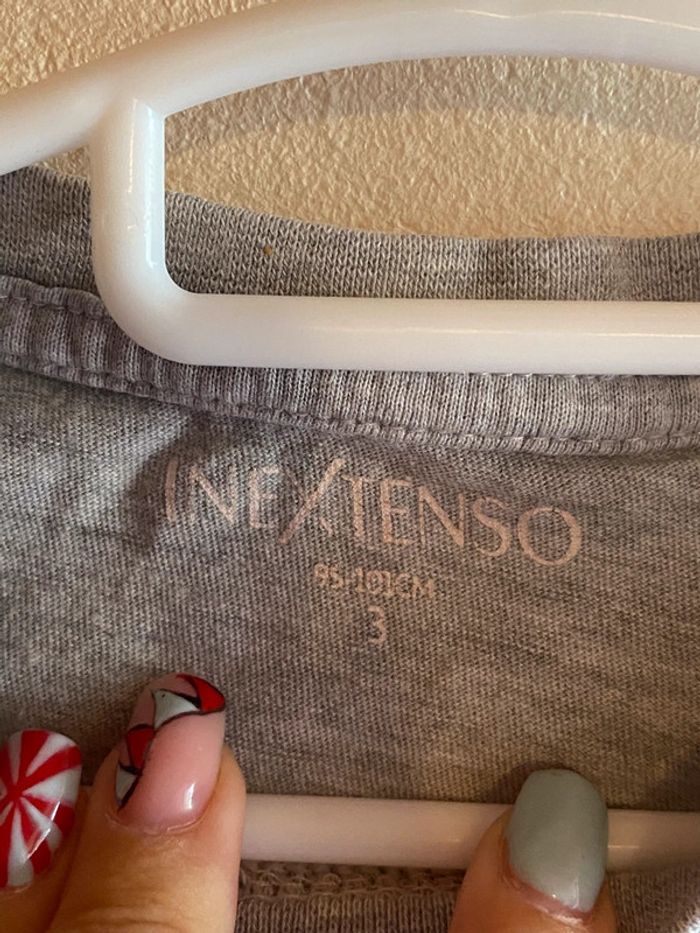 INEXTENSO
95-101CM
3